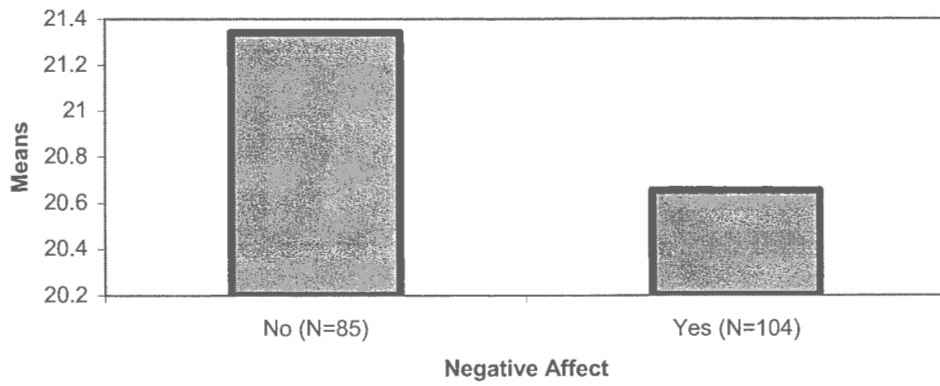 21.4
21.2
21
20.8
20.6
20.4
20.2
Means
No (N=85)
Yes (N=104)
Negative Affect